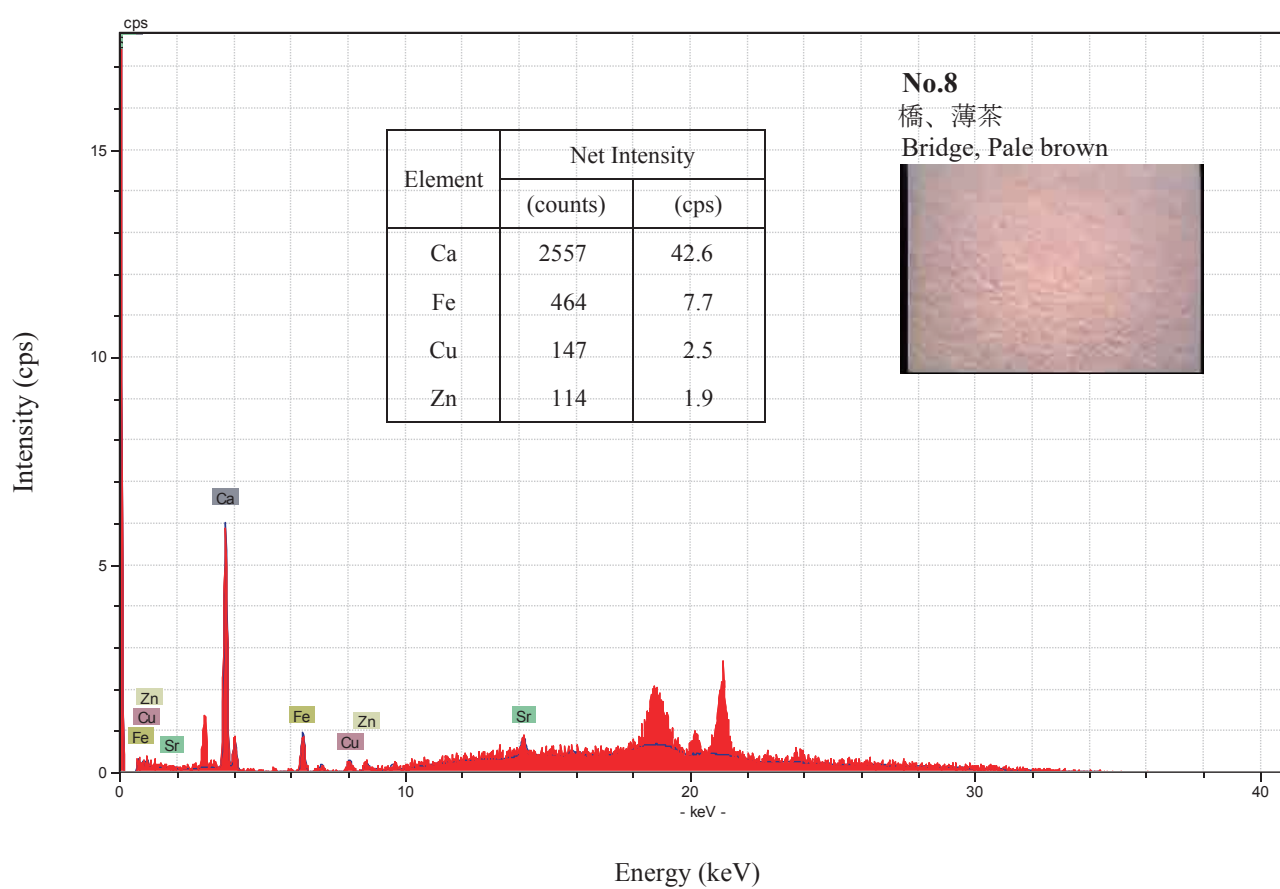 cps
No.8
橋、薄茶
Bridge, Pale brown
Element Net Intensity
(counts) (cps)
Ca 2557 42.6
Fe 464 7.7
Cu 147 2.5
Zn 114 1.9
15
10
5
0
Intensity (cps)
Ca
Zn
Cu
Fe
Sr
Fe
Zn
Cu
Sr
0 10 20 30 40
- keV -
Energy (keV)